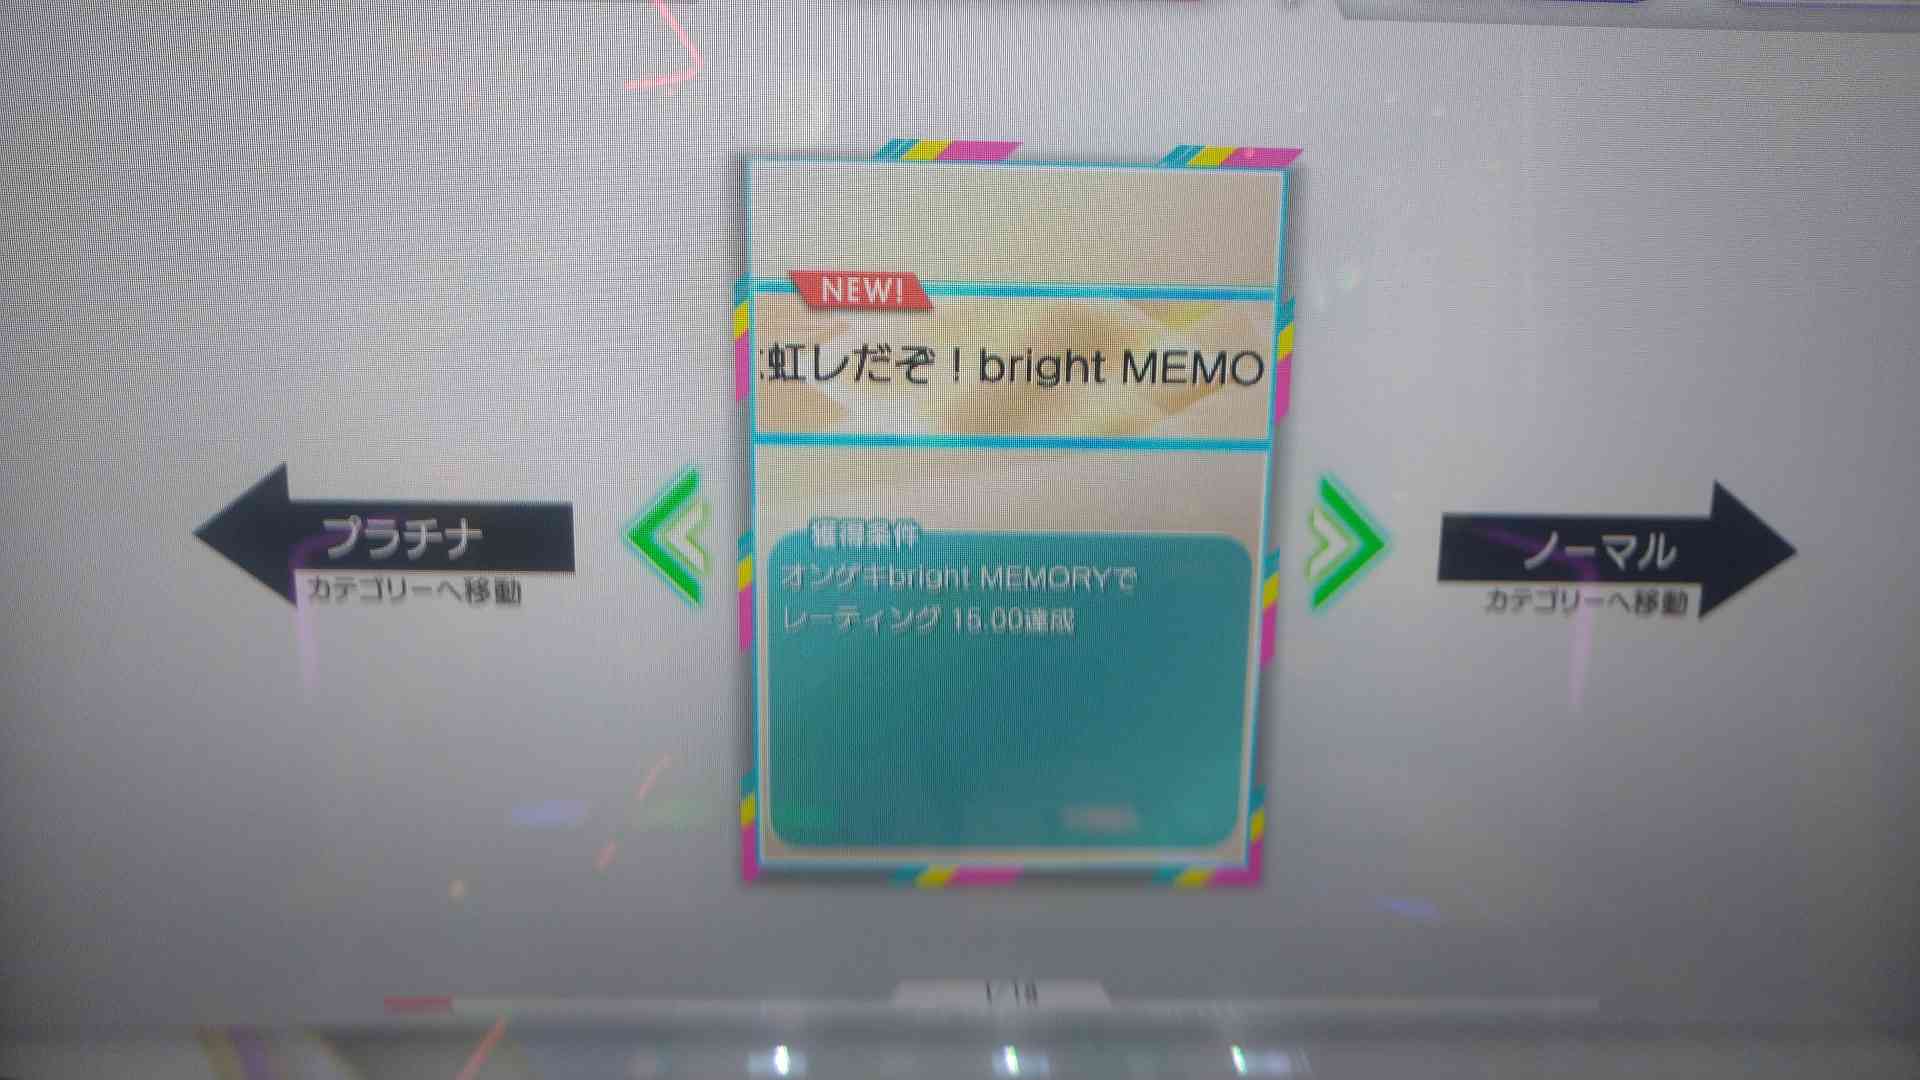 NEW!
虹レだぞ！bright MEMO
獲得条件
オンゲキbright MEMORYで
レーティング 15.00達成
プラチナ
カテゴリーへ移動
ノーマル
カテゴリーへ移動